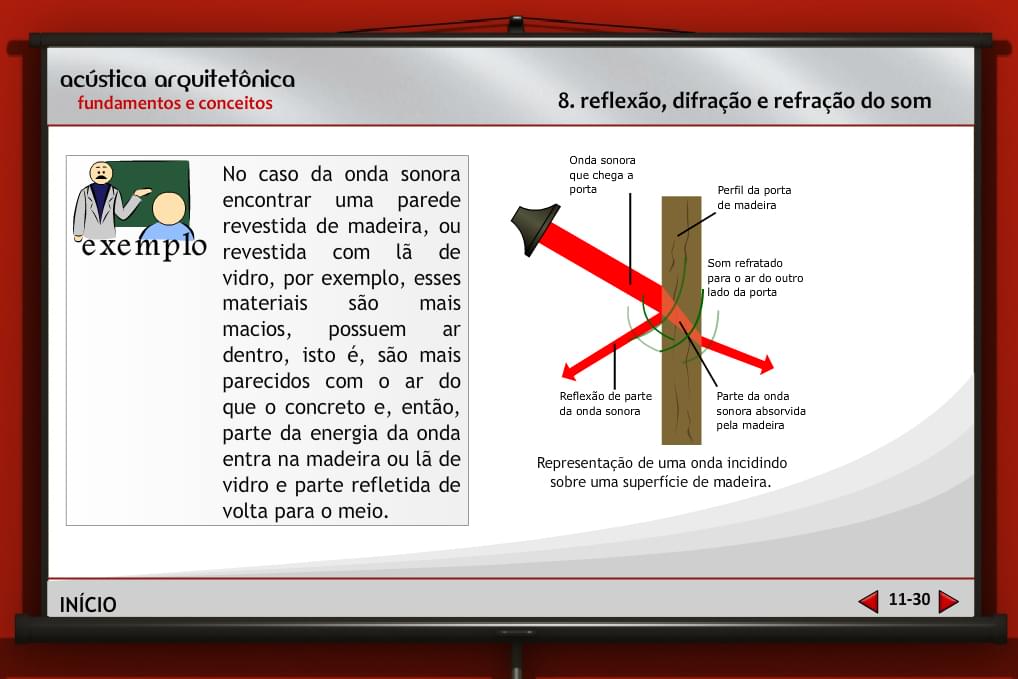 acústica arquitetônica
fundamentos e conceitos
8. reflexão, difração e refração do som
exemplo
No caso da onda sonora
encontrar uma parede
revestida de madeira, ou
revestida com lã de
vidro, por exemplo, esses
materiais são mais
macios, possuem ar
dentro, isto é, são mais
parecidos com o ar do
que o concreto e, então,
parte da energia da onda
entra na madeira ou lã de
vidro e parte refletida de
volta para o meio.
Onda sonora
que chega a
porta
Perfil da porta
de madeira
Som refratado
para o ar do outro
lado da porta
Reflexão de parte
da onda sonora
Parte da onda
sonora absorvida
pela madeira
Representação de uma onda incidindo
sobre uma superfície de madeira.
INÍCIO
11-30